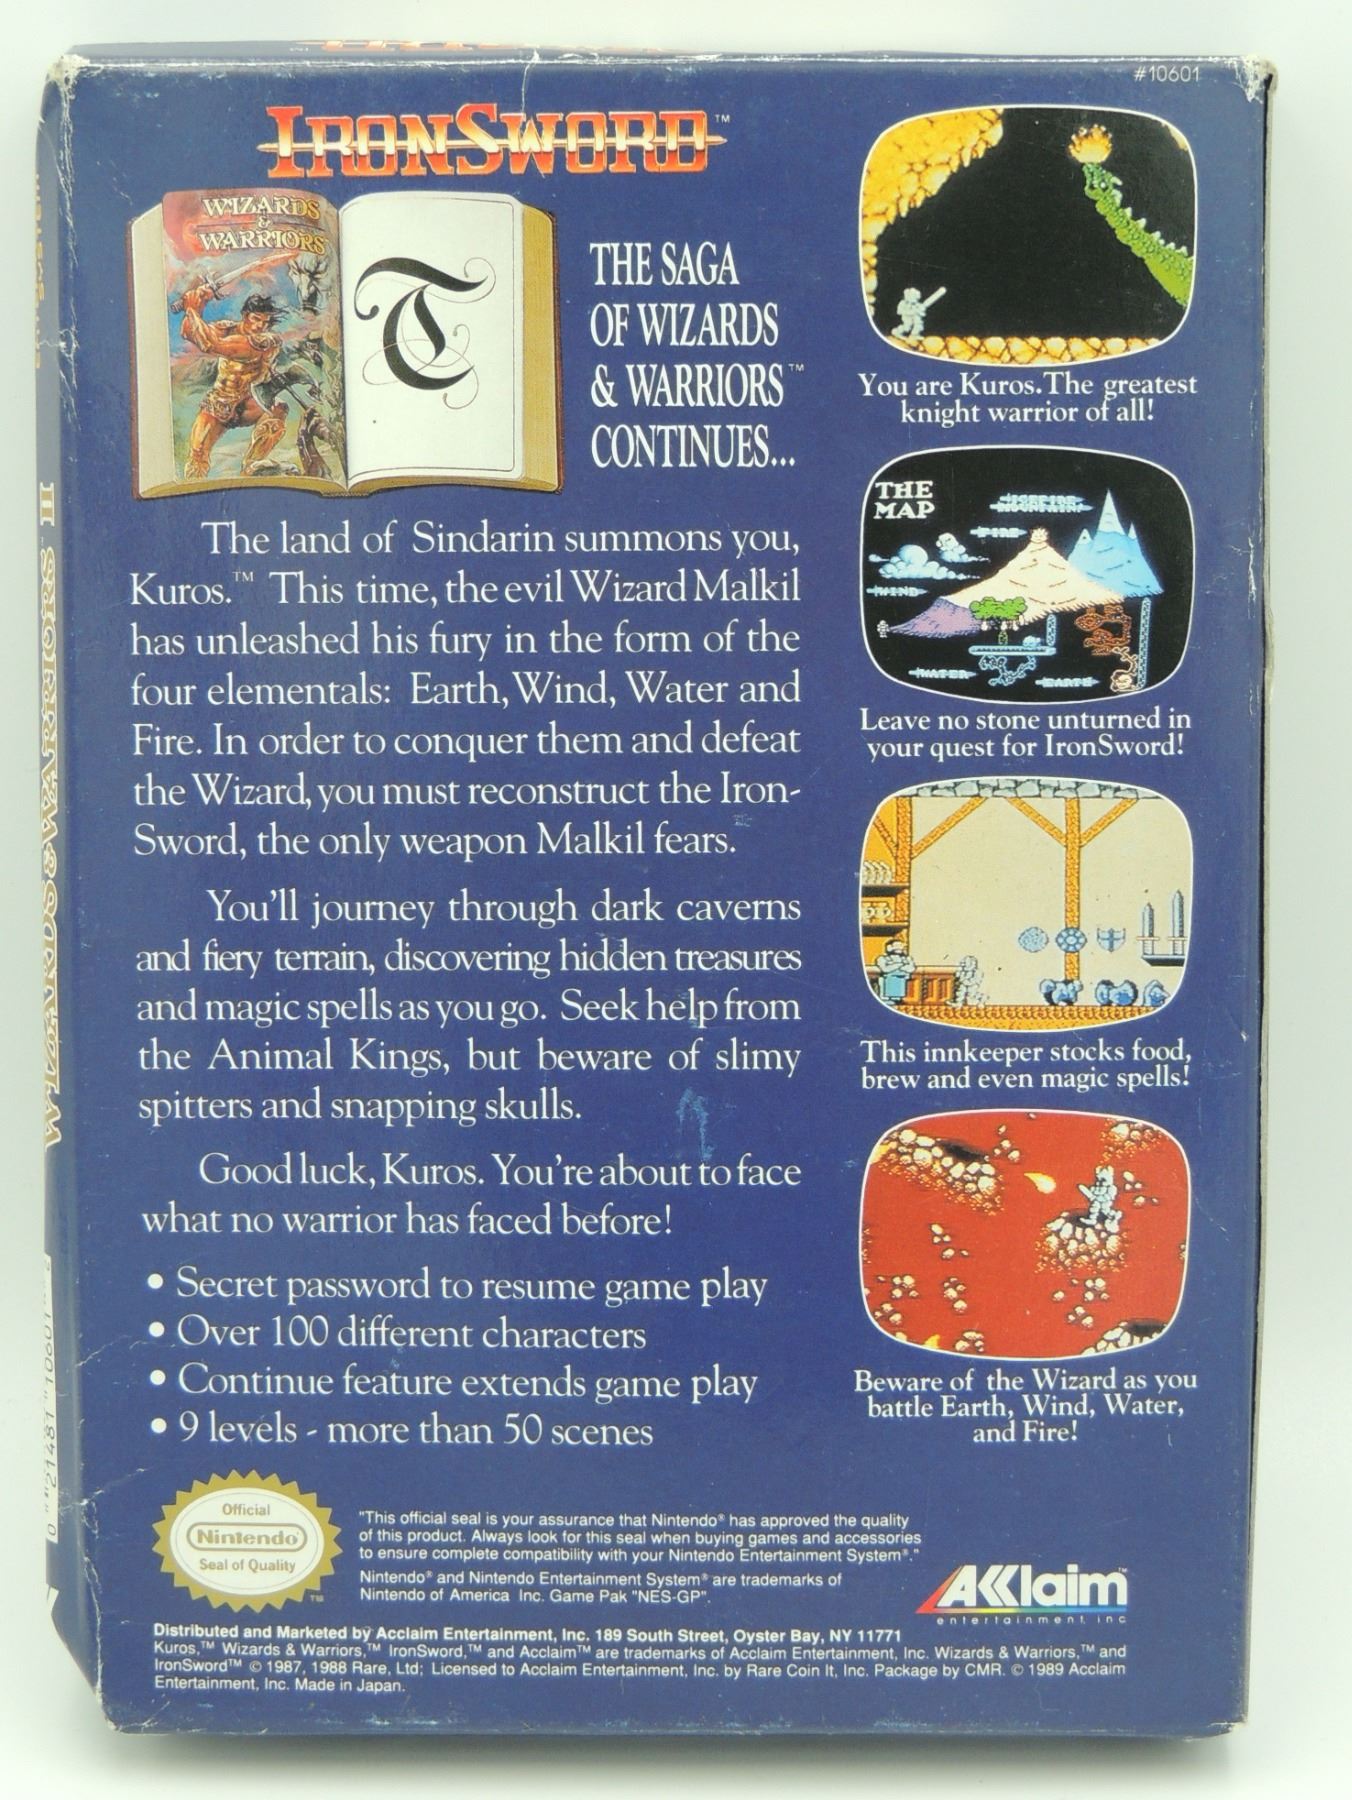 #10601
IRONSWORD™
WIZARDS
&
WARRIORS
T
THE SAGA
OF WIZARDS
& WARRIORS™
CONTINUES...
The land of Sindarin summons you,
Kuros.™ This time, the evil Wizard Malkil
has unleashed his fury in the form of the
four elementals: Earth, Wind, Water and
Fire. In order to conquer them and defeat
the Wizard, you must reconstruct the Iron-
Sword, the only weapon Malkil fears.
You'll journey through dark caverns
and fiery terrain, discovering hidden treasures
and magic spells as you go. Seek help from
the Animal Kings, but beware of slimy
spitters and snapping skulls.
Good luck, Kuros. You're about to face
what no warrior has faced before!
• Secret password to resume game play
• Over 100 different characters
• Continue feature extends game play
• 9 levels - more than 50 scenes
You are Kuros. The greatest
knight warrior of all!
THE
MAP
ICEFIRE
MOUNTAIN
FIRE
WIND
WATER
EARTH
Leave no stone unturned in
your quest for IronSword!
This innkeeper stocks food,
brew and even magic spells!
Beware of the Wizard as you
battle Earth, Wind, Water,
and Fire!
Official
Nintendo
Seal of Quality
TM
"This official seal is your assurance that Nintendo® has approved the quality
of this product. Always look for this seal when buying games and accessories
to ensure complete compatibility with your Nintendo Entertainment System®."
Nintendo® and Nintendo Entertainment System® are trademarks of
Nintendo of America Inc. Game Pak "NES-GP".
AKKlaim™
entertainment, inc
Distributed and Marketed by Acclaim Entertainment, Inc. 189 South Street, Oyster Bay, NY 11771
Kuros,™ Wizards & Warriors,™ IronSword,™ and Acclaim™ are trademarks of Acclaim Entertainment, Inc. Wizards & Warriors,™ and
IronSword™ © 1987, 1988 Rare, Ltd; Licensed to Acclaim Entertainment, Inc. by Rare Coin It, Inc. Package by CMR. © 1989 Acclaim
Entertainment, Inc. Made in Japan.
WIZARDS & WARRIORS™ II
0 21481 10601 2